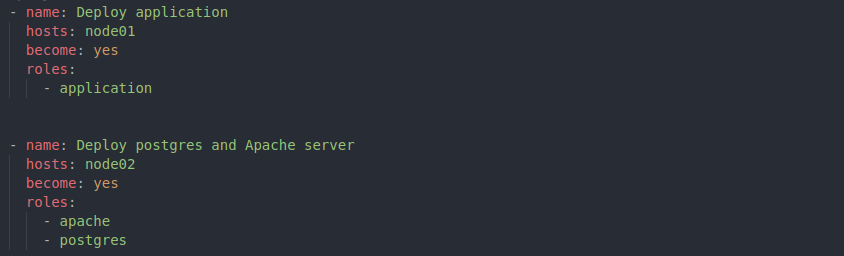 - name: Deploy application
  hosts: node01
  become: yes
  roles:
    - application
- name: Deploy postgres and Apache server
  hosts: node02
  become: yes
  roles:
    - apache
    - postgres